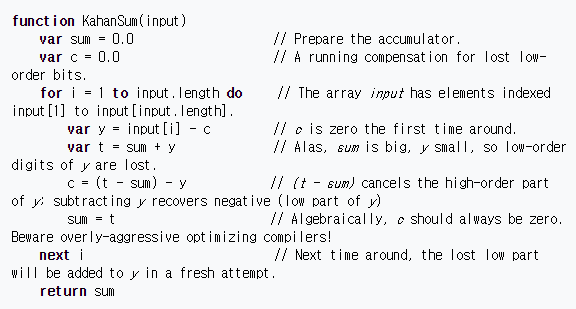 function KahanSum(input)
var sum = 0.0 // Prepare the accumulator.
var c = 0.0 // A running compensation for lost low-
order bits.
for i = 1 to input.length do // The array input has elements indexed
input[1] to input[input.length].
var y = input[i] - c // c is zero the first time around.
var t = sum + y // Alas, sum is big, y small, so low-order
digits of y are lost.
c = (t - sum) - y // (t - sum) cancels the high-order part
of y; subtracting y recovers negative (low part of y)
sum = t // Algebraically, c should always be zero.
Beware overly-aggressive optimizing compilers!
next i // Next time around, the lost low part
will be added to y in a fresh attempt.
return sum